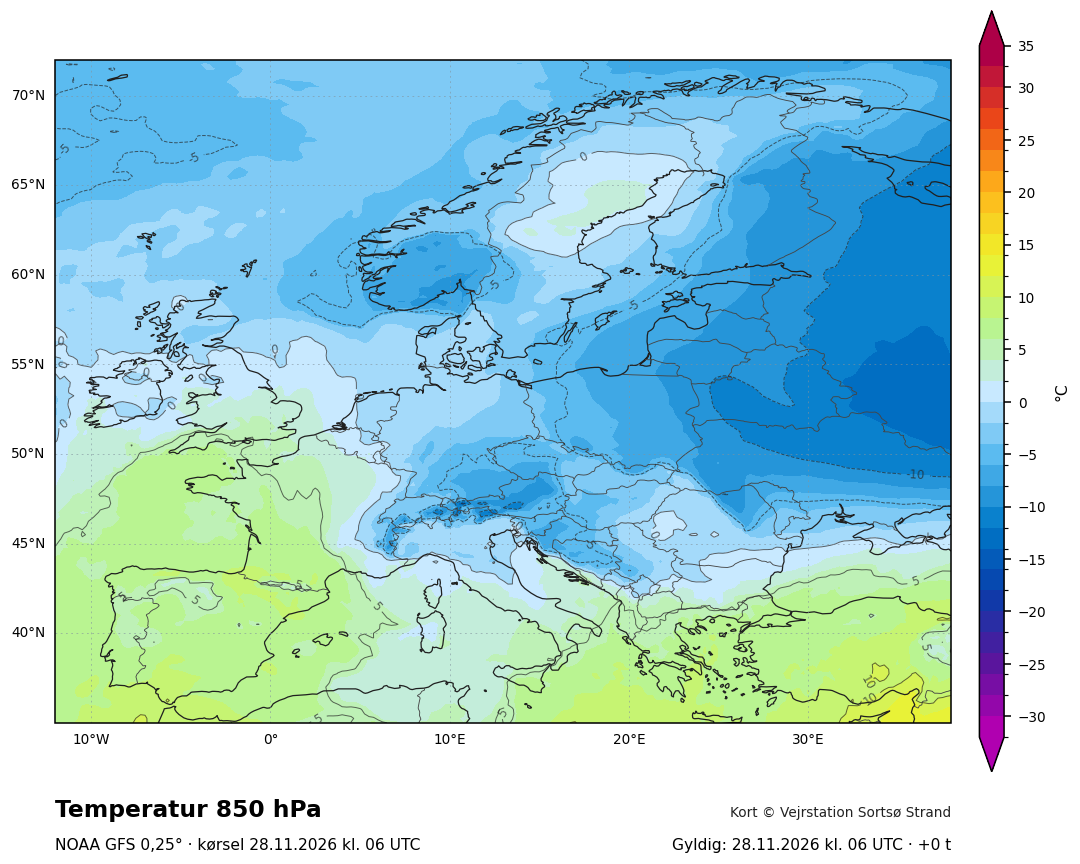 70°N
65°N
60°N
55°N
50°N
45°N
40°N
10°W
0°
10°E
20°E
30°E
35
30
25
20
15
10
5
0
−5
−10
−15
−20
−25
−30
°C
Temperatur 850 hPa
Kort © Vejrstation Sortsø Strand
NOAA GFS 0,25° · kørsel 28.11.2026 kl. 06 UTC
Gyldig: 28.11.2026 kl. 06 UTC · +0 t